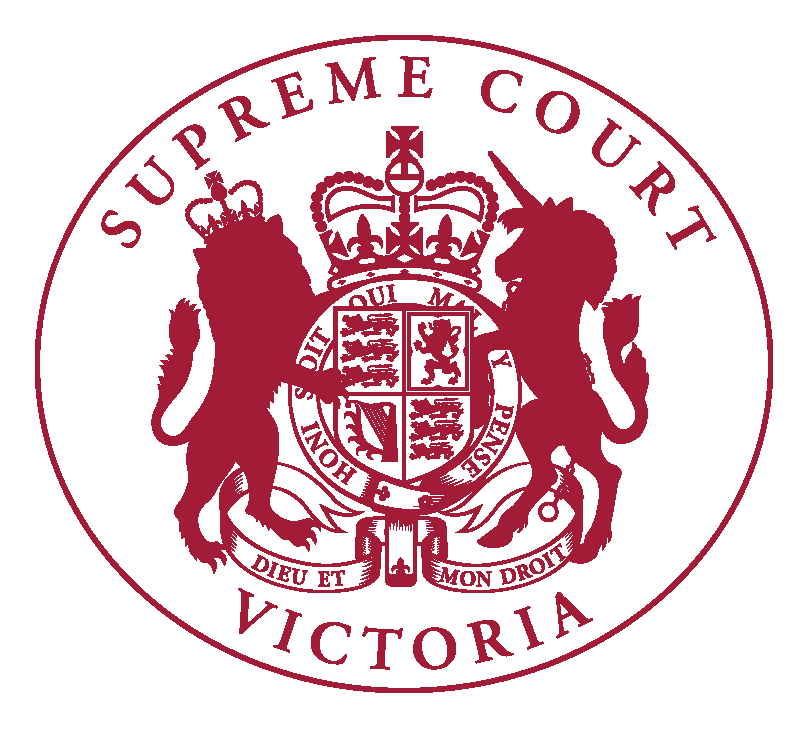 SUPREME COURT
HONI SOIT QUI MAL Y PENSE
DIEU ET MON DROIT
VICTORIA